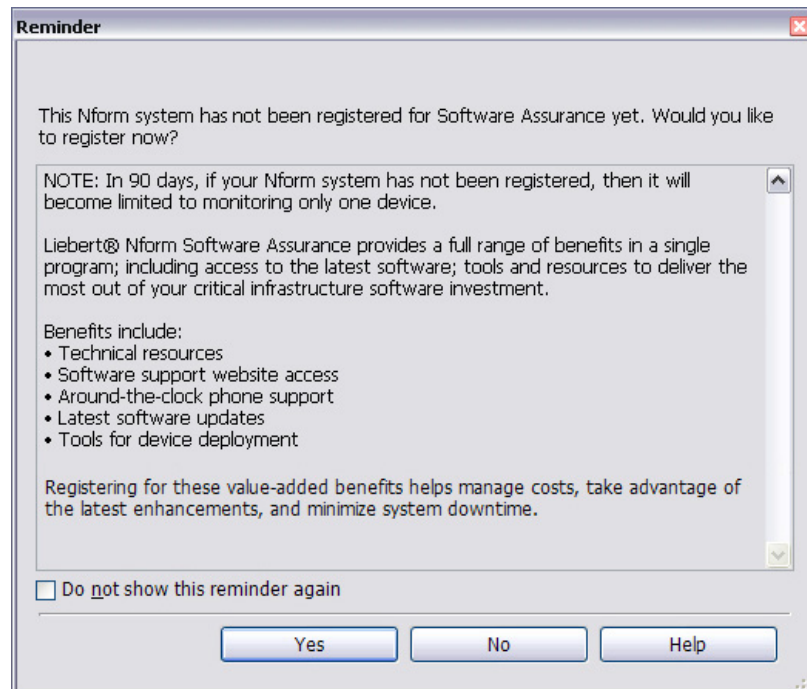 Reminder
This Nform system has not been registered for Software Assurance yet. Would you like
to register now?
NOTE: In 90 days, if your Nform system has not been registered, then it will
become limited to monitoring only one device.
Liebert® Nform Software Assurance provides a full range of benefits in a single
program; including access to the latest software; tools and resources to deliver the
most out of your critical infrastructure software investment.
Benefits include:
• Technical resources
• Software support website access
• Around-the-clock phone support
• Latest software updates
• Tools for device deployment
Registering for these value-added benefits helps manage costs, take advantage of
the latest enhancements, and minimize system downtime.
Do not show this reminder again
Yes No Help